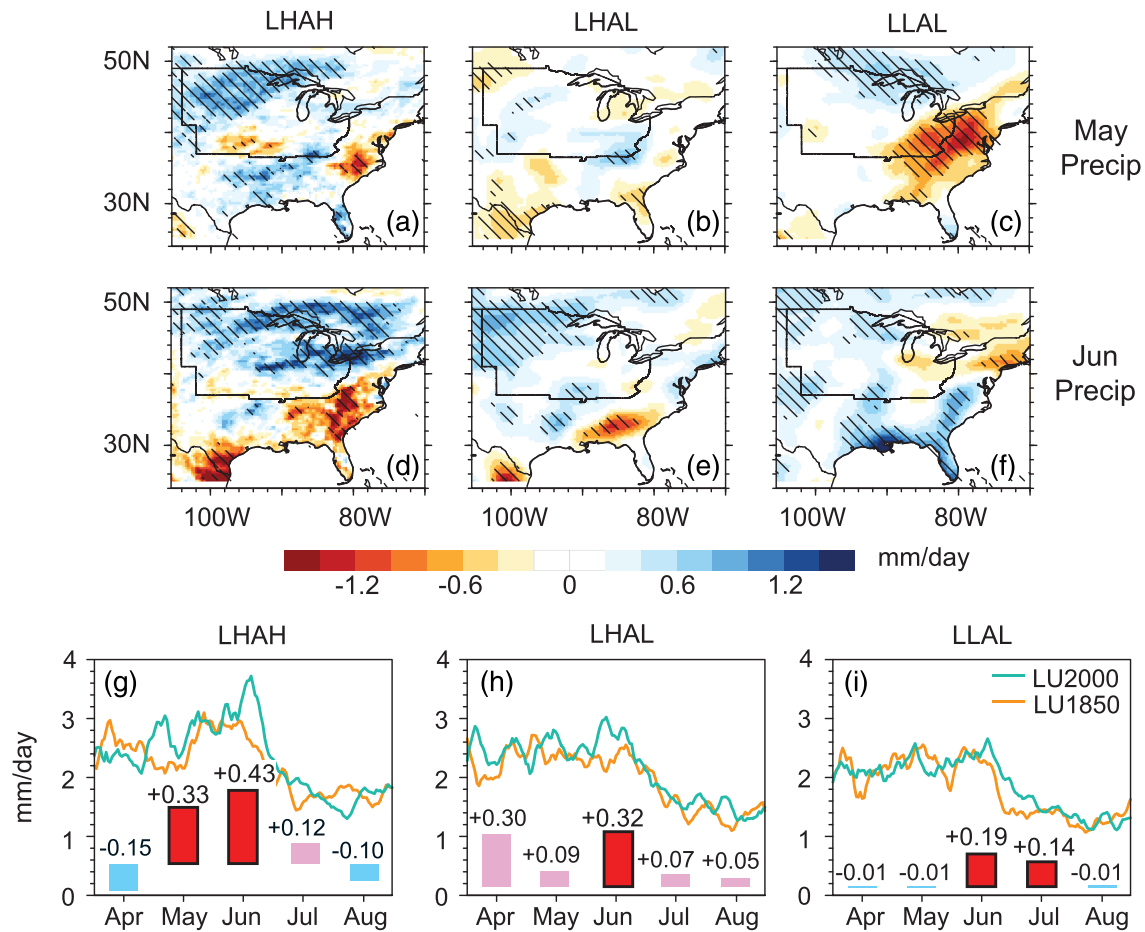 LHAH LHAL LLAL
50N
30N
(a) (b) (c)
May
Precip
50N
30N
(d) (e) (f)
Jun
Precip
100W 80W 100W 80W 100W 80W
-1.2 -0.6 0 0.6 1.2 mm/day
LHAH LHAL LLAL
mm/day
4
3
2
1
0
(g)
-0.15 +0.33 +0.43 +0.12 -0.10
Apr May Jun Jul Aug
4
3
2
1
0
(h)
+0.30 +0.09 +0.32 +0.07 +0.05
Apr May Jun Jul Aug
4
3
2
1
0
(i)
LU2000
LU1850
-0.01 -0.01 +0.19 +0.14 -0.01
Apr May Jun Jul Aug